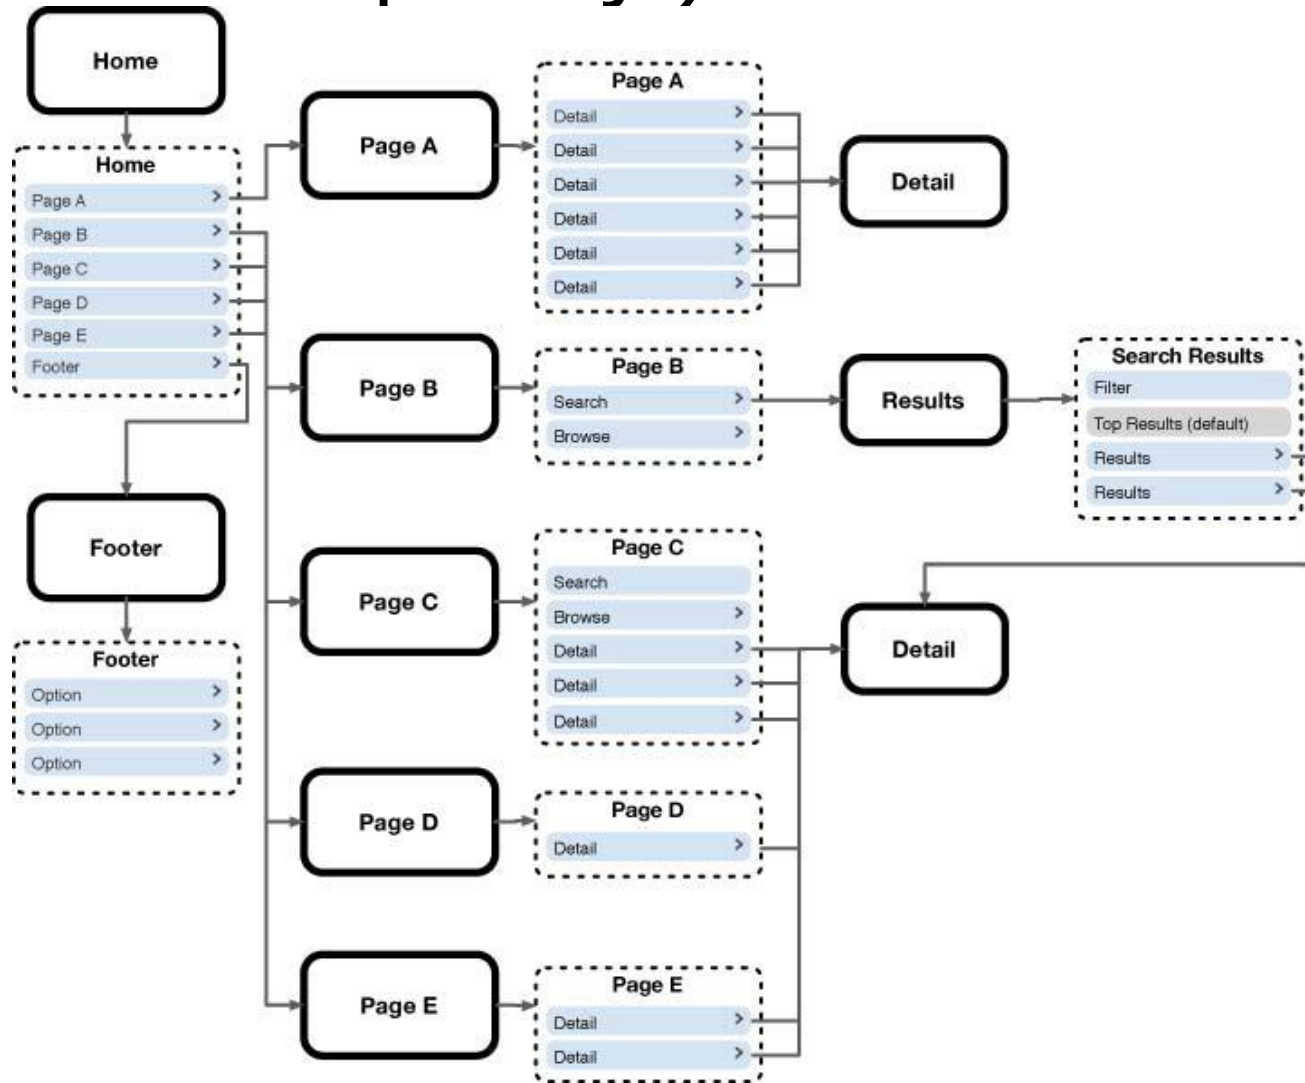 Home
Home
Page A
Page B
Page C
Page D
Page E
Footer
Footer
Footer
Option
Option
Option
Page A
Page A
Detail
Detail
Detail
Detail
Detail
Detail
Detail
Page B
Page B
Search
Browse
Results
Search Results
Filter
Top Results (default)
Results
Results
Page C
Page C
Search
Browse
Detail
Detail
Detail
Detail
Page D
Page D
Detail
Page E
Page E
Detail
Detail